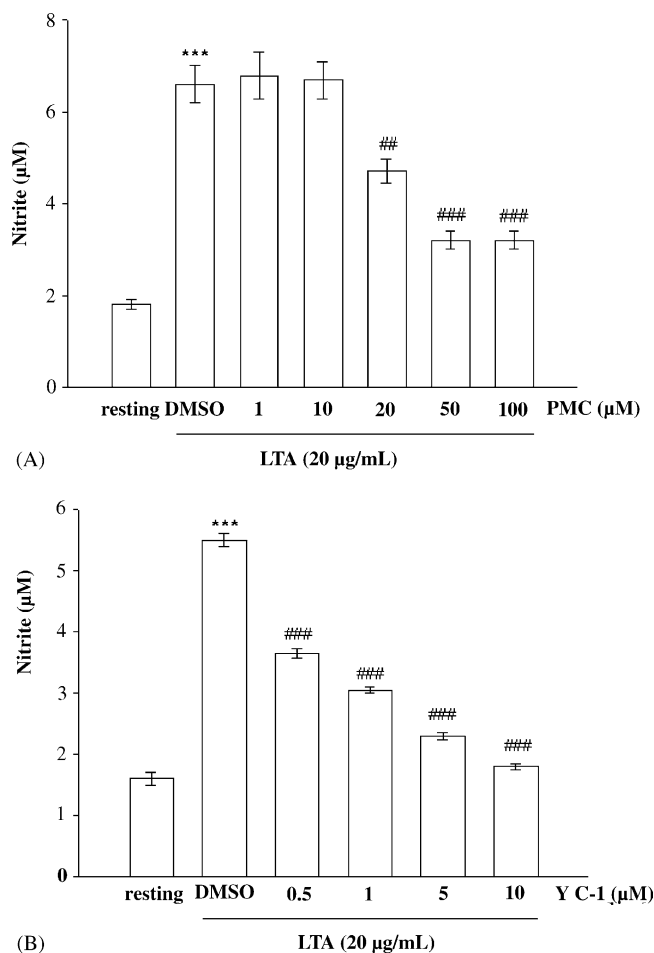 8
***
6
##
Nitrite (µM)
4
###
###
2
0
resting DMSO 1 10 20 50 100 PMC (µM)
LTA (20 µg/mL)
(A)
6
***
5
Nitrite (µM)
4
###
###
3
###
###
2
1
0
resting DMSO 0.5 1 5 10 Y C-1 (µM)
LTA (20 µg/mL)
(B)